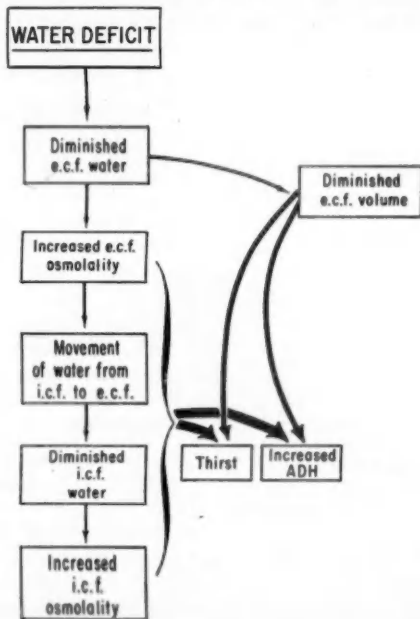 WATER DEFICIT
Diminished
e.c.f. water
Diminished
e.c.f. volume
Increased e.c.f.
osmolality
Movement
of water from
i.c.f. to e.c.f.
Diminished
i.c.f.
water
Thirst
Increased
ADH
Increased
i.c.f.
osmolality